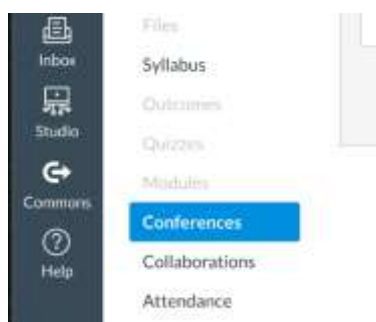 Inbox
Studio
Commons
Help
Files
Syllabus
Outcomes
Quizzes
Modules
Conferences
Collaborations
Attendance